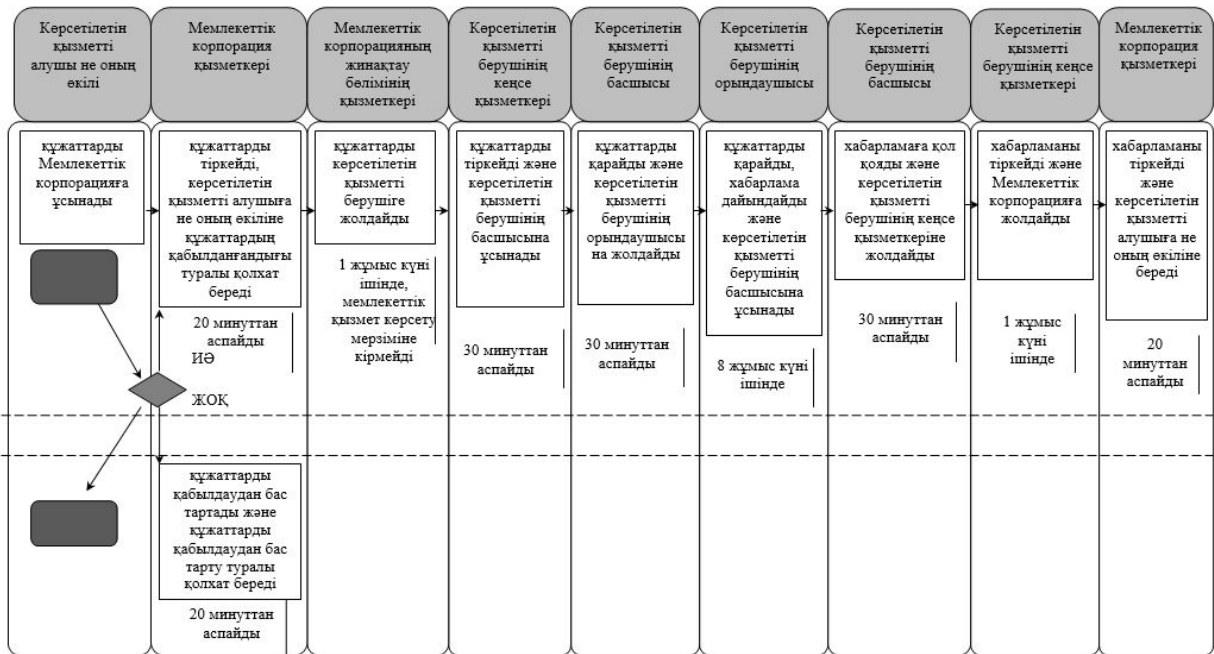 Көрсетілетін
қызметті
алушы не оның
өкілі
Мемлекеттік
корпорация
қызметкері
Мемлекеттік
корпорацияның
жинақтау
бөлімінің
қызметкері
Көрсетілетін
қызметті
берушінің
кеңсе
қызметкері
Көрсетілетін
қызметті
берушінің
басшысы
Көрсетілетін
қызметті
берушінің
орындаушысы
Көрсетілетін
қызметті
берушінің
басшысы
Көрсетілетін
қызметті
берушінің кеңсе
қызметкері
Мемлекеттік
корпорация
қызметкері
құжаттарды
Мемлекеттік
корпорацияға
ұсынады
құжаттарды
тіркейді,
көрсетілетін
қызметті алушыға
не оның өкіліне
құжаттардың
қабылданғандығы
туралы қолхат
береді
20 минуттан
аспайды
ИӘ
ЖОҚ
құжаттарды
көрсетілетін
қызметті
берушіге
жолдайды
1 жұмыс күні
ішінде,
мемлекеттік
қызмет көрсету
мерзіміне
кірмейді
құжаттарды
тіркейді және
көрсетілетін
қызметті
берушінің
басшысына
ұсынады
30 минуттан
аспайды
құжаттарды
қарайды және
көрсетілетін
қызметті
берушінің
орындаушысы
на жолдайды
30 минуттан
аспайды
құжаттарды
қарайды,
хабарлама
дайындайды
және
көрсетілетін
қызметті
берушінің
басшысына
ұсынады
8 жұмыс күні
ішінде
хабарламаға қол
қояды және
көрсетілетін
қызметті
берушінің кеңсе
қызметкеріне
жолдайды
30 минуттан
аспайды
хабарламаны
тіркейді және
Мемлекеттік
корпорацияға
жолдайды
1 жұмыс
күні
ішінде
хабарламаны
тіркейді
және
көрсетілетін
қызметті
алушыға не
оның өкіліне
береді
20
минуттан
аспайды
құжаттарды
қабылдаудан бас
тартады және
құжаттарды
қабылдаудан бас
тарту туралы
қолхат береді
20 минуттан
аспайды